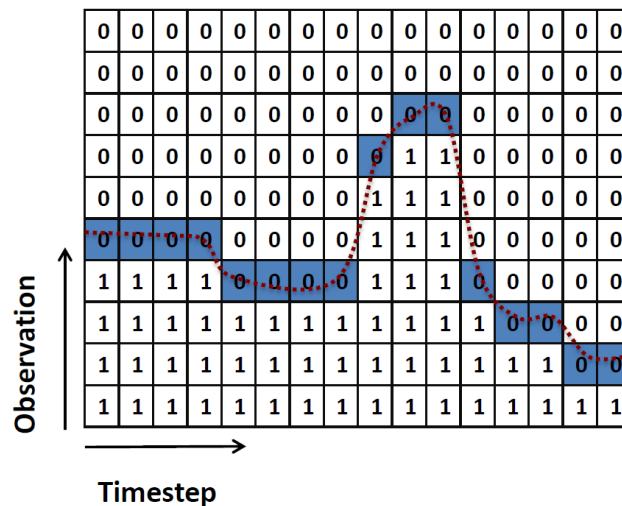 0 0 0 0 0 0 0 0 0 0 0 0 0 0 0 0
0 0 0 0 0 0 0 0 0 0 0 0 0 0 0 0
0 0 0 0 0 0 0 0 0 0 0 0 0 0 0 0
0 0 0 0 0 0 0 0 0 1 1 0 0 0 0 0
0 0 0 0 0 0 0 0 1 1 1 0 0 0 0 0
0 0 0 0 0 0 0 0 1 1 1 0 0 0 0 0
1 1 1 1 0 0 0 0 1 1 1 0 0 0 0 0
1 1 1 1 1 1 1 1 1 1 1 1 0 0 0 0
1 1 1 1 1 1 1 1 1 1 1 1 1 1 0 0
1 1 1 1 1 1 1 1 1 1 1 1 1 1 1 1
Observation
Timestep